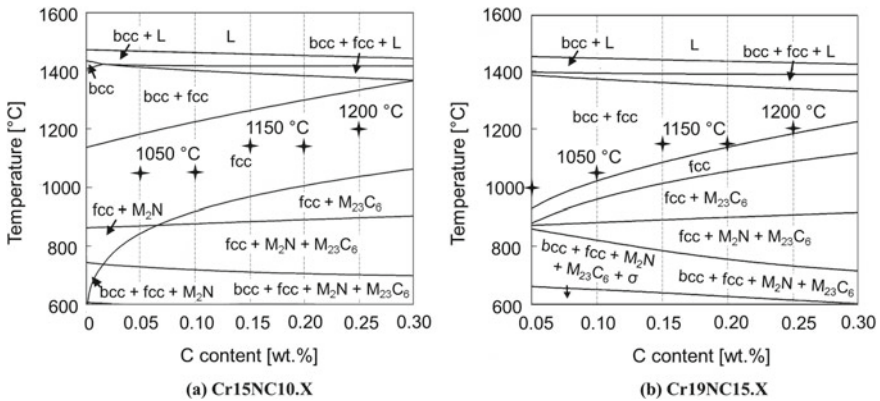 1600
1400
1200
1000
800
600
Temperature [°C]
L
bcc + L
bcc + fcc + L
bcc
bcc + fcc
1200 °C
1150 °C
1050 °C
fcc
fcc + M₂N
fcc + M₂₃C₆
fcc + M₂N + M₂₃C₆
bcc + fcc + M₂N
bcc + fcc + M₂N + M₂₃C₆
0 0.05 0.10 0.15 0.20 0.25 0.30
C content [wt.%]
(a) Cr15NC10.X
1600
1400
1200
1000
800
600
Temperature [°C]
bcc + L
L
bcc + fcc + L
bcc + fcc
1200 °C
1150 °C
1050 °C
fcc
fcc + M₂₃C₆
fcc + M₂N + M₂₃C₆
bcc + fcc + M₂N
+ M₂₃C₆ + σ
bcc + fcc + M₂N + M₂₃C₆
0.05 0.10 0.15 0.20 0.25 0.30
C content [wt.%]
(b) Cr19NC15.X